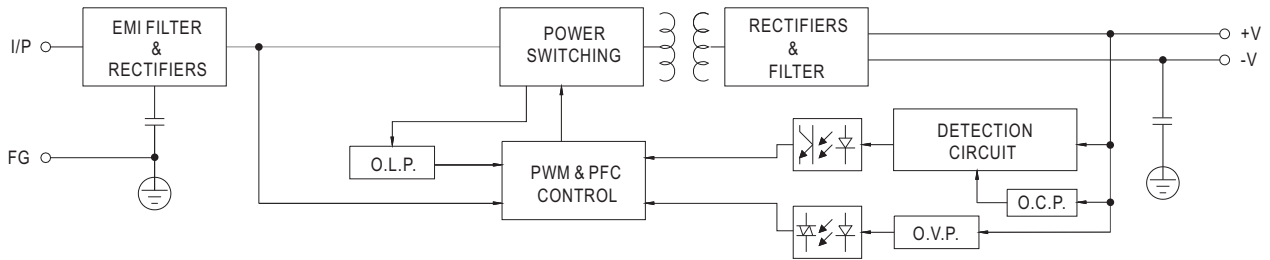 I/P
EMI FILTER
&
RECTIFIERS
POWER
SWITCHING
RECTIFIERS
&
FILTER
+V
-V
FG
O.L.P.
PWM & PFC
CONTROL
DETECTION
CIRCUIT
O.C.P.
O.V.P.